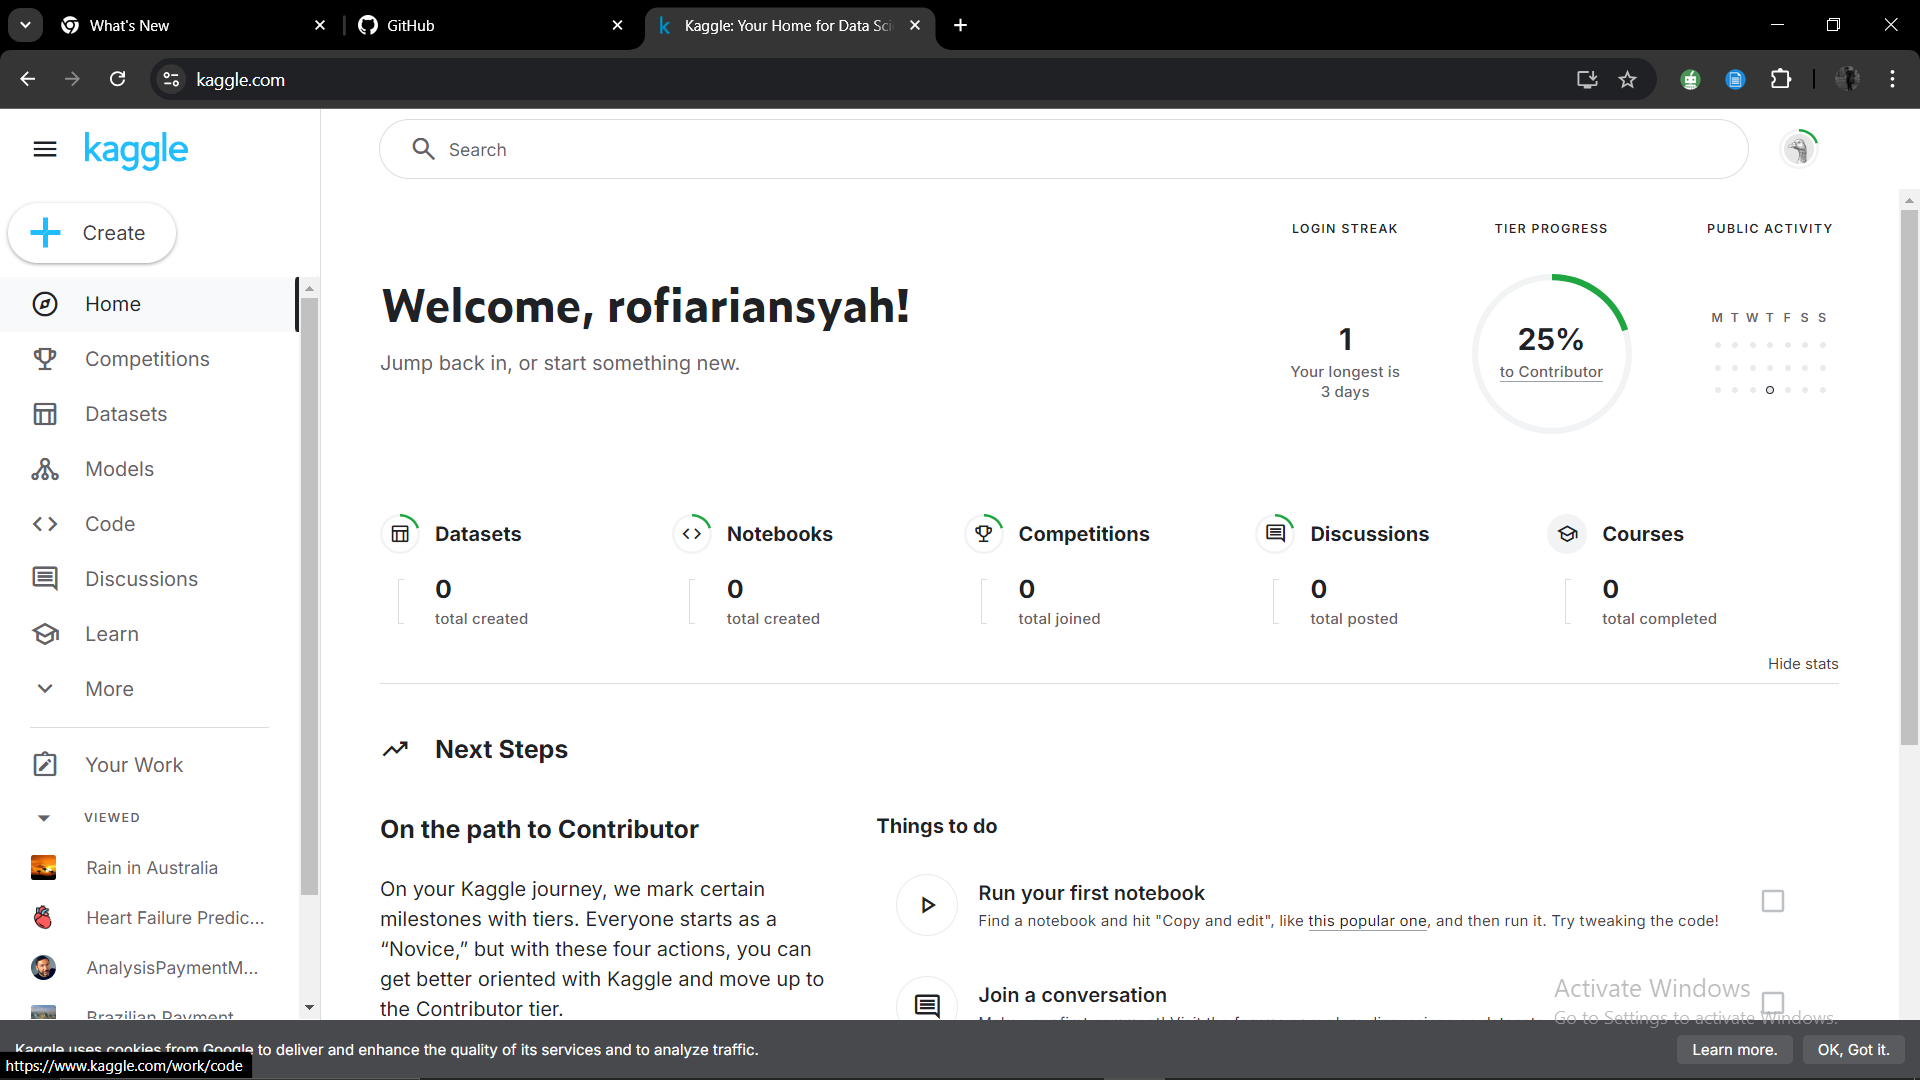 What's New
GitHub
Kaggle: Your Home for Data Sci
kaggle.com
kaggle
Search
Create
LOGIN STREAK
TIER PROGRESS
PUBLIC ACTIVITY
Home
Competitions
Datasets
Models
Code
Discussions
Learn
More
Your Work
VIEWED
Rain in Australia
Heart Failure Predic...
AnalysisPaymentM...
Brazilian Payment
Welcome, rofiariansyah!
Jump back in, or start something new.
1
Your longest is
3 days
25%
to Contributor
M T W T F S S
Datasets
0
total created
Notebooks
0
total created
Competitions
0
total joined
Discussions
0
total posted
Courses
0
total completed
Hide stats
Next Steps
On the path to Contributor
On your Kaggle journey, we mark certain
milestones with tiers. Everyone starts as a
“Novice,” but with these four actions, you can
get better oriented with Kaggle and move up to
the Contributor tier.
Things to do
Run your first notebook
Find a notebook and hit "Copy and edit", like this popular one, and then run it. Try tweaking the code!
Join a conversation
Activate Windows
Go to Settings to activate Windows.
Kaggle uses cookies from Google to deliver and enhance the quality of its services and to analyze traffic.
Learn more.
OK, Got it.
https://www.kaggle.com/work/code